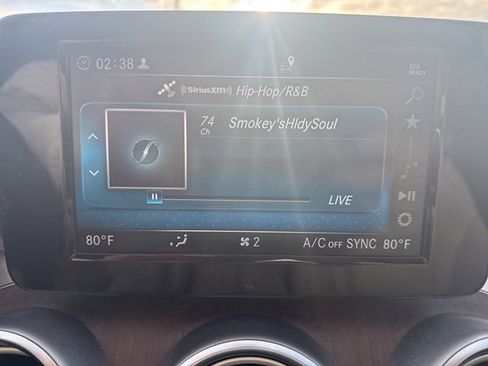 02:38
SOS
READY
((SiriusXM)) Hip-Hop/R&B
74 Smokey'sHldySoul
Ch
LIVE
80°F 2 A/C OFF SYNC 80°F